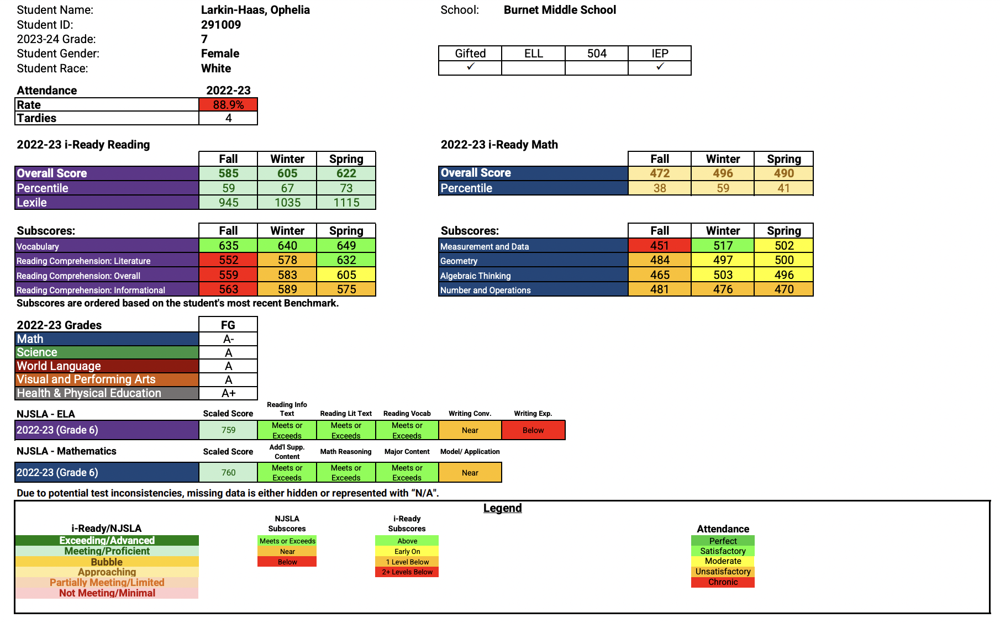 Student Name: Larkin-Haas, Ophelia School: Burnet Middle School
Student ID: 291009
2023-24 Grade: 7
Student Gender: Female
Student Race: White
Gifted ELL 504 IEP
✓ ✓
Attendance 2022-23
Rate 88.9%
Tardies 4
2022-23 i-Ready Reading
Fall Winter Spring
Overall Score 585 605 622
Percentile 59 67 73
Lexile 945 1035 1115
2022-23 i-Ready Math
Fall Winter Spring
Overall Score 472 496 490
Percentile 38 59 41
Subscores: Fall Winter Spring
Vocabulary 635 640 649
Reading Comprehension: Literature 552 578 632
Reading Comprehension: Overall 559 583 605
Reading Comprehension: Informational 563 589 575
Subscores are ordered based on the student's most recent Benchmark.
Subscores: Fall Winter Spring
Measurement and Data 451 517 502
Geometry 484 497 500
Algebraic Thinking 465 503 496
Number and Operations 481 476 470
2022-23 Grades FG
Math A-
Science A
World Language A
Visual and Performing Arts A
Health & Physical Education A+
NJSLA - ELA Scaled Score Reading Info Text Reading Lit Text Reading Vocab Writing Conv. Writing Exp.
2022-23 (Grade 6) 759 Meets or Exceeds Meets or Exceeds Meets or Exceeds Near Below
NJSLA - Mathematics Scaled Score Add'l Supp. Content Math Reasoning Major Content Model/ Application
2022-23 (Grade 6) 760 Meets or Exceeds Meets or Exceeds Meets or Exceeds Near
Due to potential test inconsistencies, missing data is either hidden or represented with “N/A".
Legend
i-Ready/NJSLA
Exceeding/Advanced
Meeting/Proficient
Bubble
Approaching
Partially Meeting/Limited
Not Meeting/Minimal
NJSLA
Subscores
Meets or Exceeds
Near
Below
i-Ready
Subscores
Above
Early On
1 Level Below
2+ Levels Below
Attendance
Perfect
Satisfactory
Moderate
Unsatisfactory
Chronic